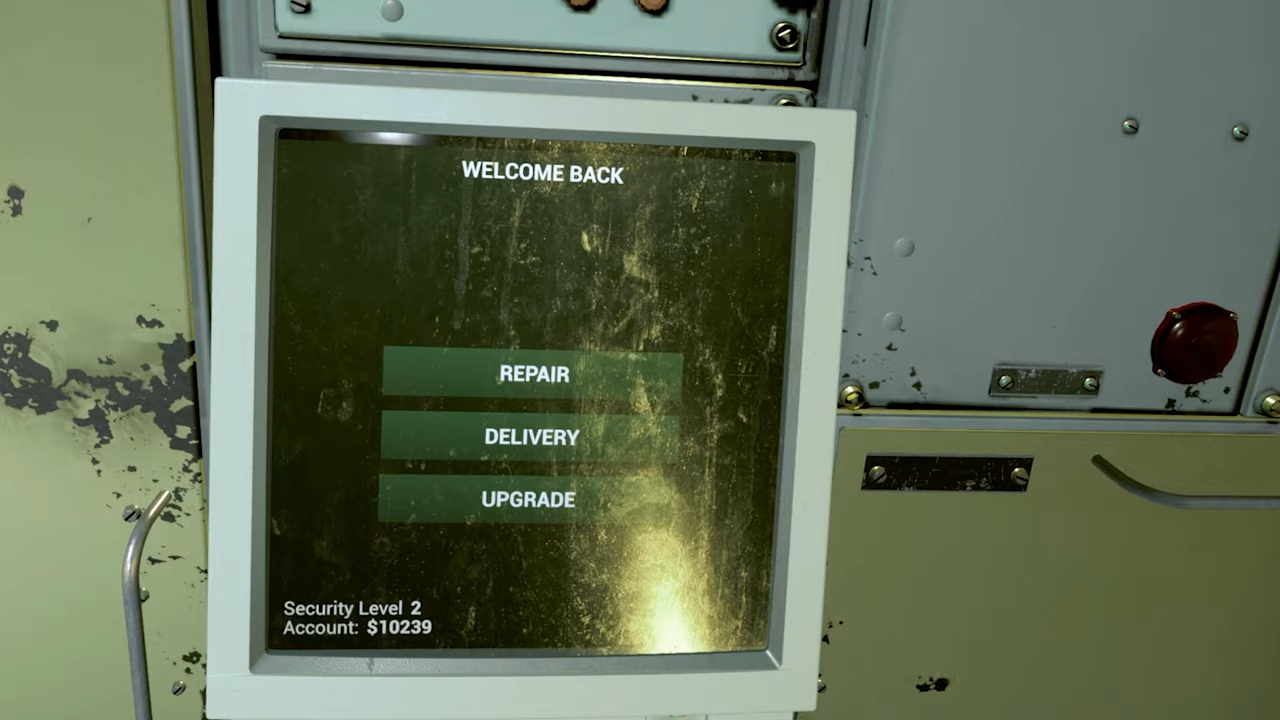 WELCOME BACK
REPAIR
DELIVERY
UPGRADE
Security Level 2
Account: $10239